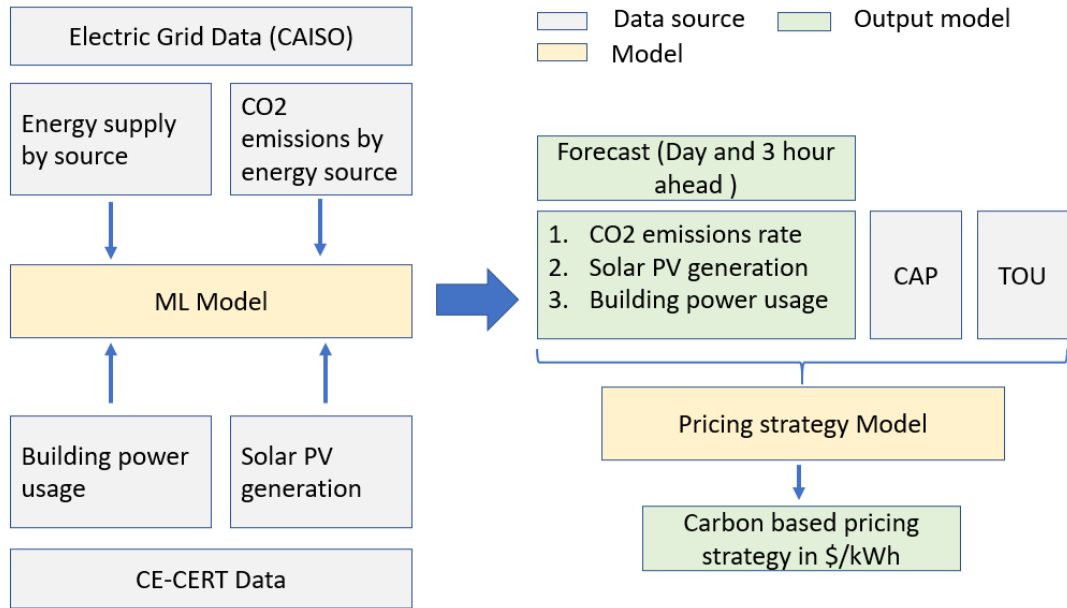 Electric Grid Data (CAISO)
Energy supply
by source
CO2
emissions by
energy source
ML Model
Building power
usage
Solar PV
generation
CE-CERT Data
Data source
Output model
Model
Forecast (Day and 3 hour
ahead )
1. CO2 emissions rate
2. Solar PV generation
3. Building power usage
CAP
TOU
Pricing strategy Model
Carbon based pricing
strategy in $/kWh